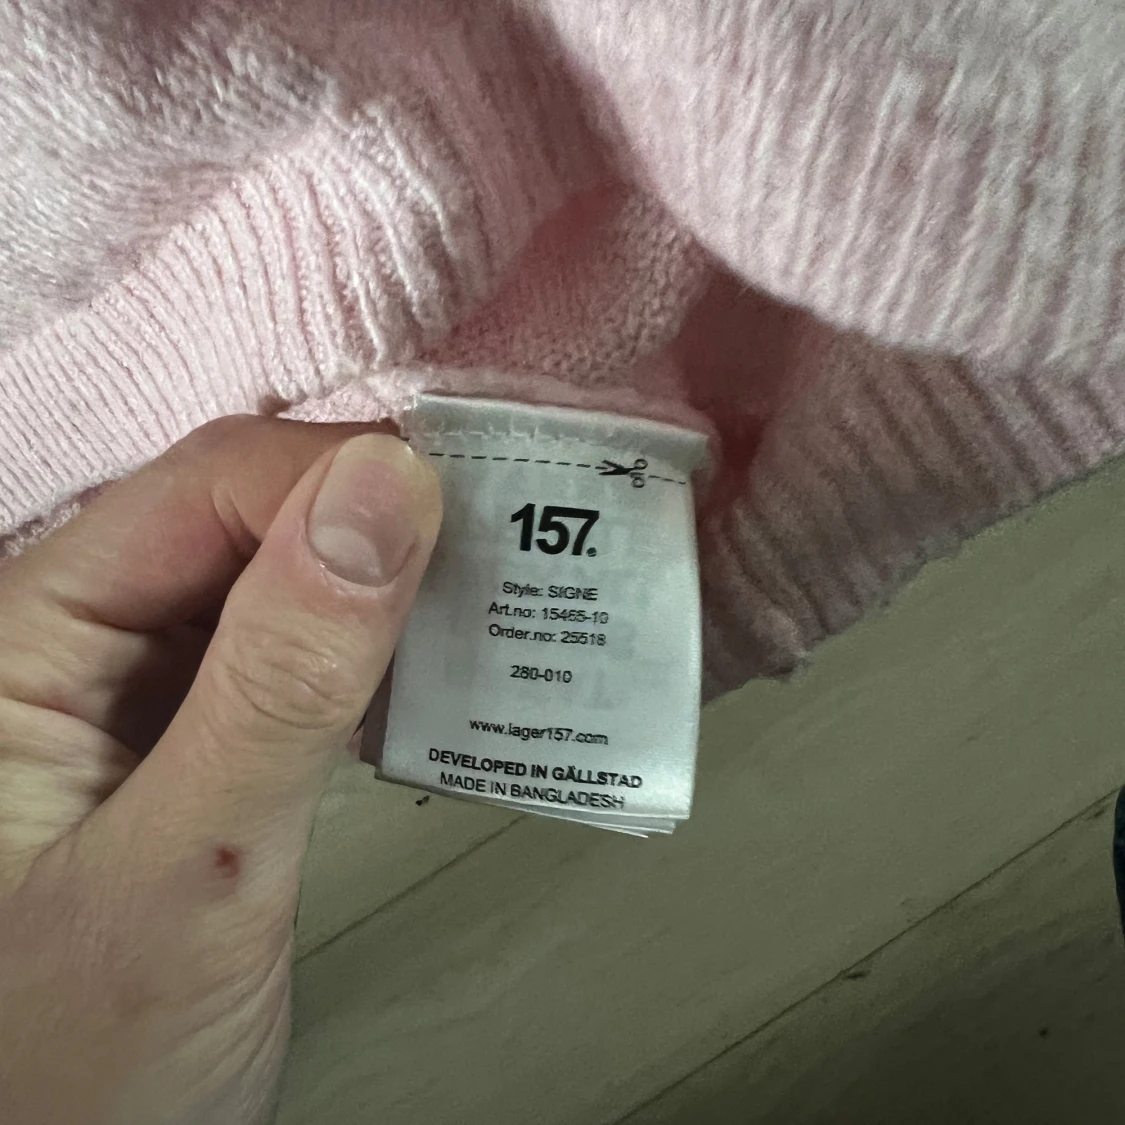 157.
Style: SIGNE
Art.no: 15465-10
Order.no: 25518
280-010
www.lager157.com
DEVELOPED IN GÄLLSTAD
MADE IN BANGLADESH